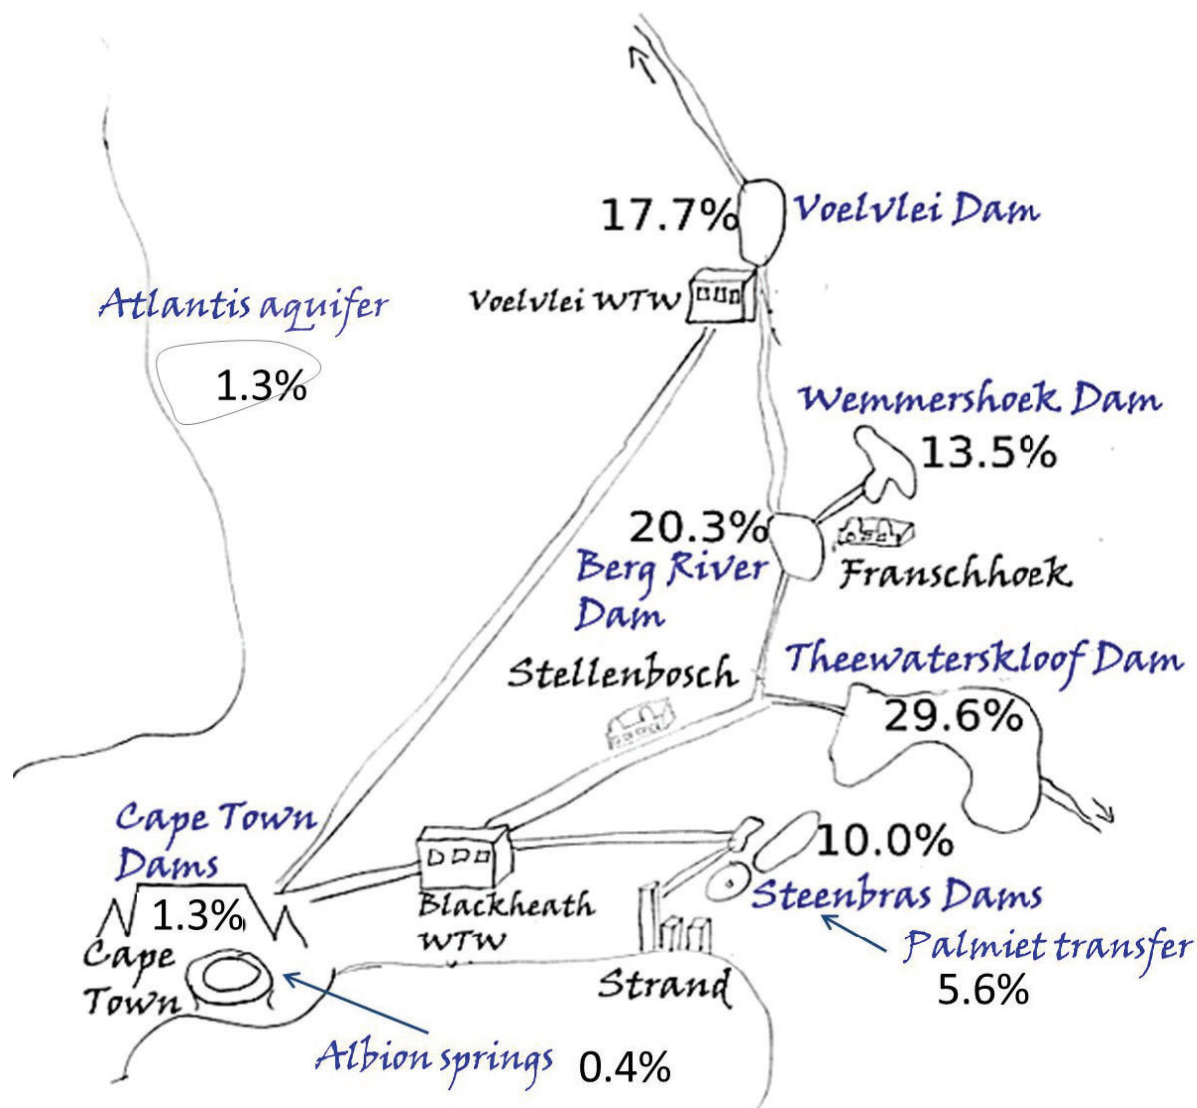 17.7%
Voelvlei Dam
Voelvlei WTW
Atlantis aquifer
1.3%
Wemmershoek Dam
13.5%
20.3%
Berg River
Dam
Franschhoek
Stellenbosch
Theewaterskloof Dam
29.6%
Cape Town
Dams
1.3%
Cape
Town
Blackheath
WTW
10.0%
Steenbras Dams
Palmiet transfer
5.6%
Strand
Albion springs
0.4%